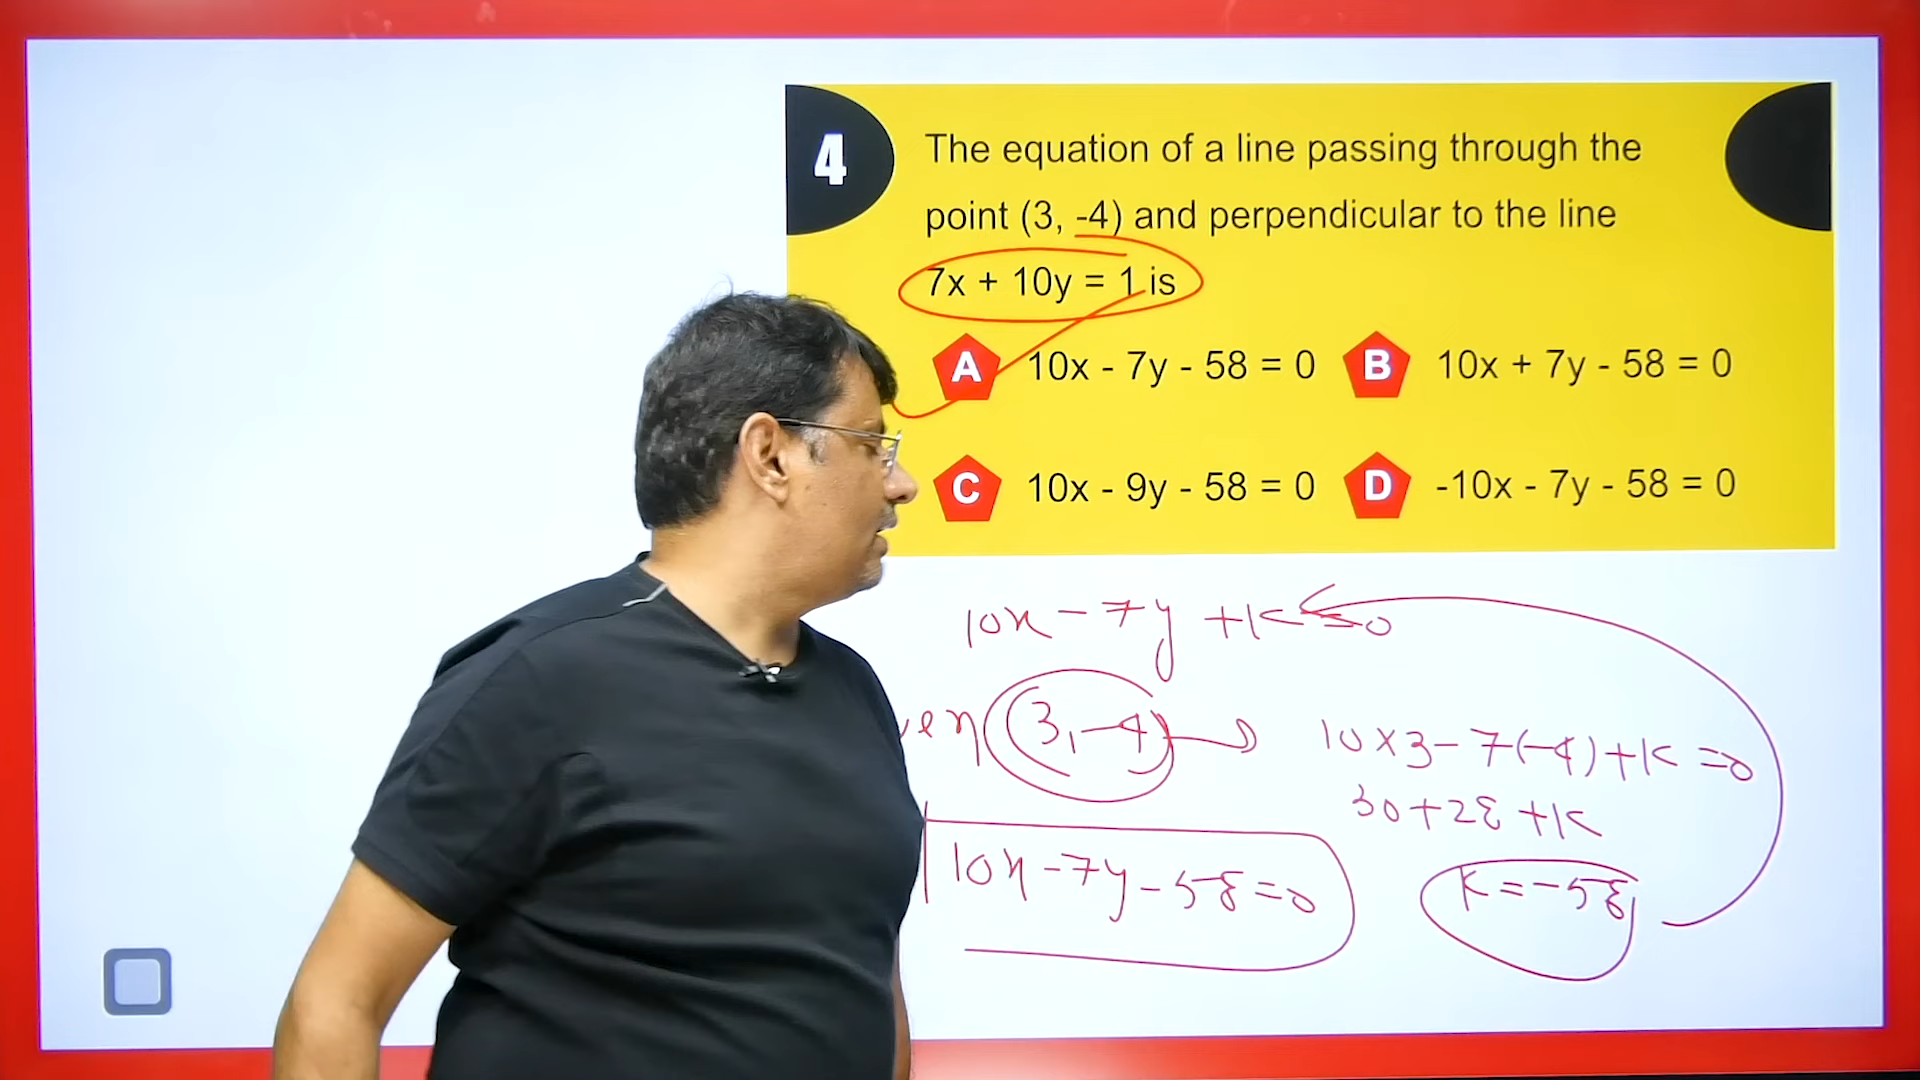 4
The equation of a line passing through the
point (3, -4) and perpendicular to the line
7x + 10y = 1 is
A 10x - 7y - 58 = 0
B 10x + 7y - 58 = 0
C 10x - 9y - 58 = 0
D -10x - 7y - 58 = 0
10x - 7y + K = 0
(3, -4)
10x3 - 7(-4) + K = 0
30 + 28 + K
K = -58
10x - 7y - 58 = 0